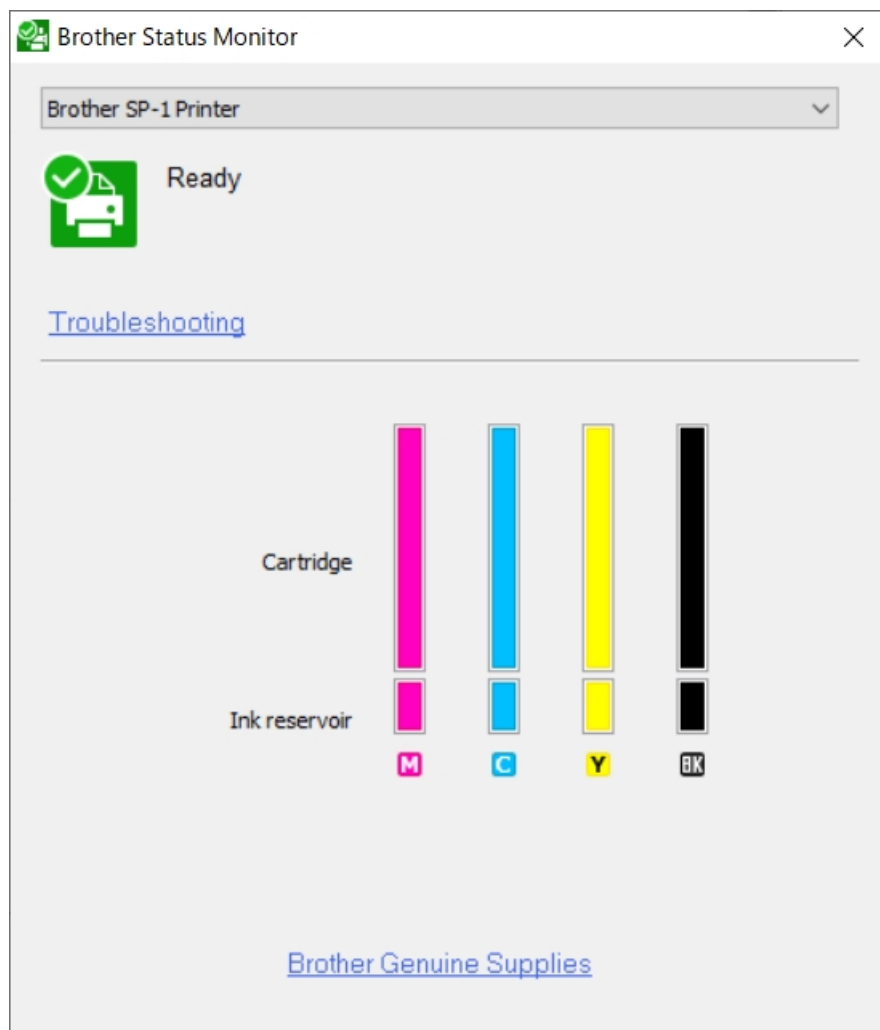 Brother Status Monitor
Brother SP-1 Printer
Ready
Troubleshooting
Cartridge
Ink reservoir
M C Y BK
Brother Genuine Supplies